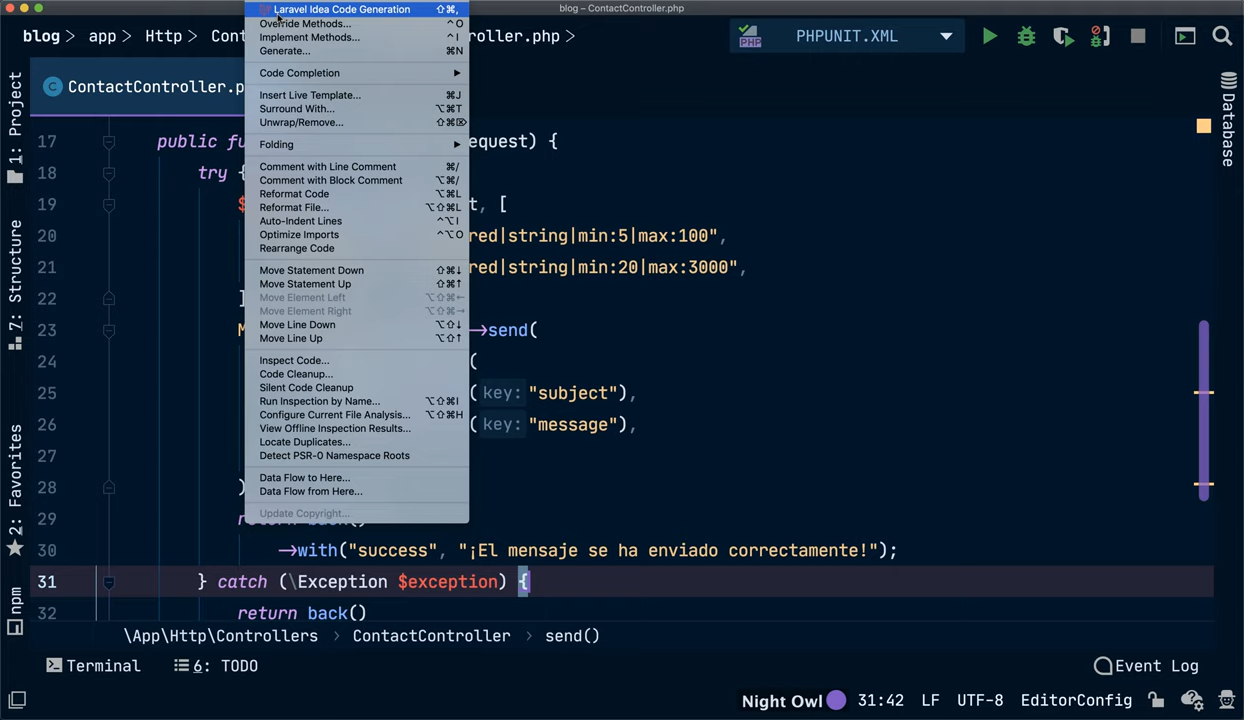 blog – ContactController.php
blog > app > Http > Cont roller.php >
PHPUNIT.XML
ContactController.p
1: Project
7: Structure
2: Favorites
npm
Database
Laravel Idea Code Generation ⇧⌘,
Override Methods... ^O
Implement Methods... ^I
Generate... ⌘N
Code Completion
Insert Live Template... ⌘J
Surround With... ⌥⌘T
Unwrap/Remove... ⇧⌘⌦
Folding
Comment with Line Comment ⌘/
Comment with Block Comment ⌥⌘/
Reformat Code ⌥⌘L
Reformat File... ⌥⇧⌘L
Auto-Indent Lines ^⌥I
Optimize Imports ^⌥O
Rearrange Code
Move Statement Down ⇧⌘↓
Move Statement Up ⇧⌘↑
Move Element Left ⌥⇧⌘←
Move Element Right ⌥⇧⌘→
Move Line Down ⌥⇧↓
Move Line Up ⌥⇧↑
Inspect Code...
Code Cleanup...
Silent Code Cleanup
Run Inspection by Name... ⌥⇧⌘I
Configure Current File Analysis... ⌥⇧⌘H
View Offline Inspection Results...
Locate Duplicates...
Detect PSR-0 Namespace Roots
Data Flow to Here...
Data Flow from Here...
Update Copyright...
17 public fu equest) {
18 try {
19 $ t, [
20 red|string|min:5|max:100",
21 red|string|min:20|max:3000",
22 ]
23 M ->send(
24 (
25 (key: "subject"),
26 (key: "message"),
27
28 )
29 return back()
30 ->with("success", "¡El mensaje se ha enviado correctamente!");
31 } catch (\Exception $exception) {
32 return back()
\App\Http\Controllers > ContactController > send()
Terminal 6: TODO Event Log
Night Owl 31:42 LF UTF-8 EditorConfig